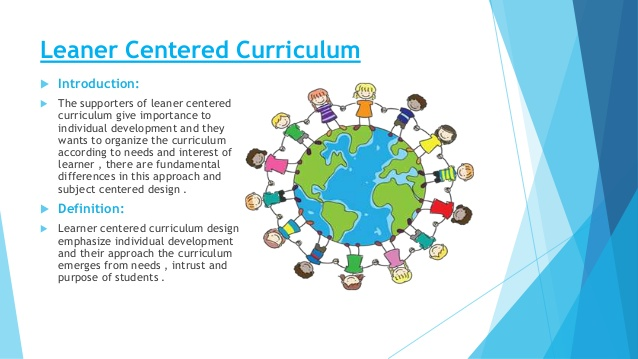 Leaner Centered Curriculum
Introduction:
The supporters of leaner centered
curriculum give importance to
individual development and they
wants to organize the curriculum
according to needs and interest of
learner , there are fundamental
differences in this approach and
subject centered design .
Definition:
Learner centered curriculum design
emphasize individual development
and their approach the curriculum
emerges from needs , intrust and
purpose of students .